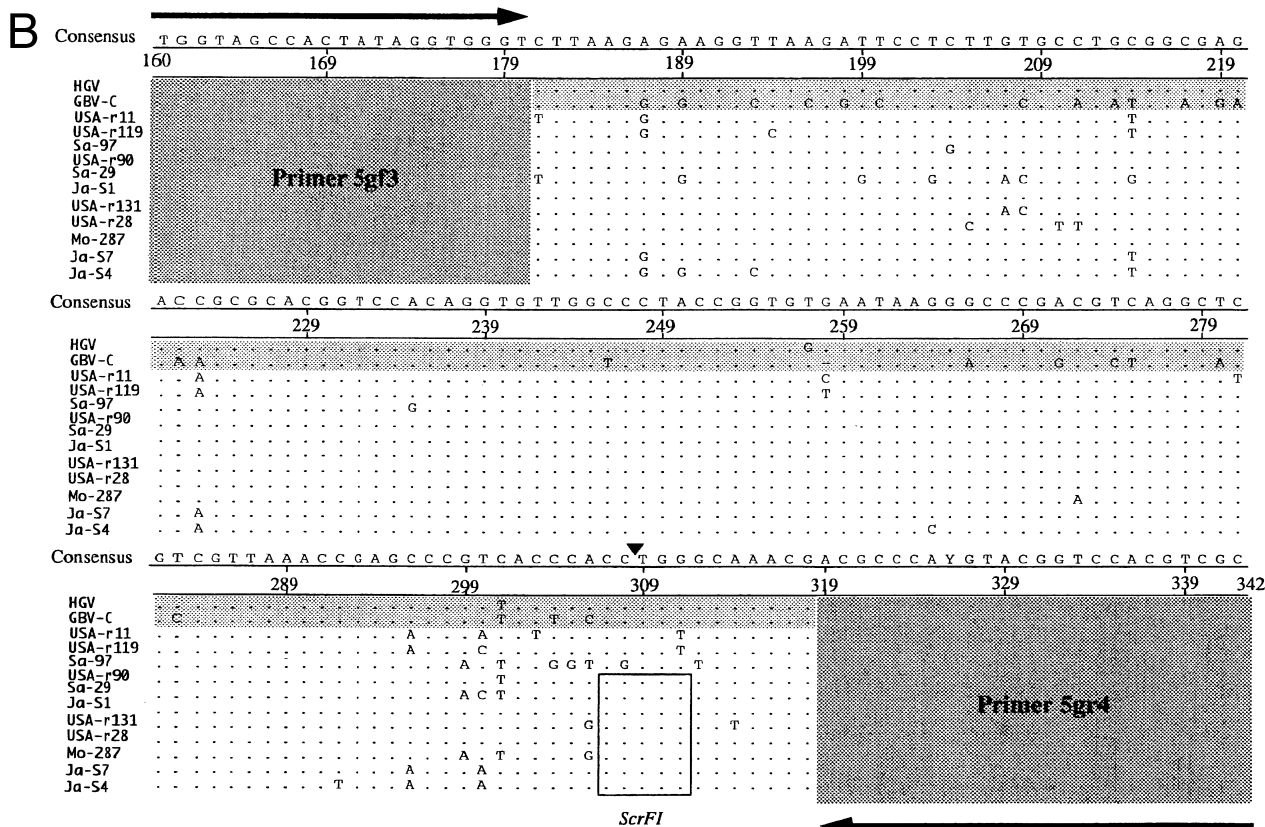 B
Consensus TGGTAGCCACTATAGGTGGGTCTTAAGAGAAGGTTAAGATTCCTCTTGTGCCTGCGGCGAG
160 169 179 189 199 209 219
HGV
GBV-C G G C C G C C A A T A G A
USA-r11 T G T
USA-r119 G C T
Sa-97 G
USA-r90
Sa-29 T G G G A C G
Ja-S1
USA-r131 A C
USA-r28 C T T
Mo-287
Ja-S7 G T
Ja-S4 G G C T
Primer 5gf3
Consensus ACCGCGCACGGTCCACAGGTGTTGGCCCTACCGGTGTGAATAAGGGCCCGACGTCAGGCTC
229 239 249 259 269 279
HGV G
GBV-C A A T A G C T A
USA-r11 A C T
USA-r119 A T
Sa-97 G
USA-r90
Sa-29
Ja-S1
USA-r131
USA-r28
Mo-287 A
Ja-S7 A
Ja-S4 A C
Consensus GTCGTTAAACCGAGCCCGTCACCCACCTGGGCAAACGACGCCCAYGTACGGTCCACGTCGC
289 299 309 319 329 339 342
HGV T
GBV-C C T T C
USA-r11 A A T T
USA-r119 A C T
Sa-97 A T G G T G T
USA-r90 T
Sa-29 A C T
Ja-S1
USA-r131 G T
USA-r28
Mo-287 A T G
Ja-S7 A A
Ja-S4 T A A
Primer 5gr4
ScrFI